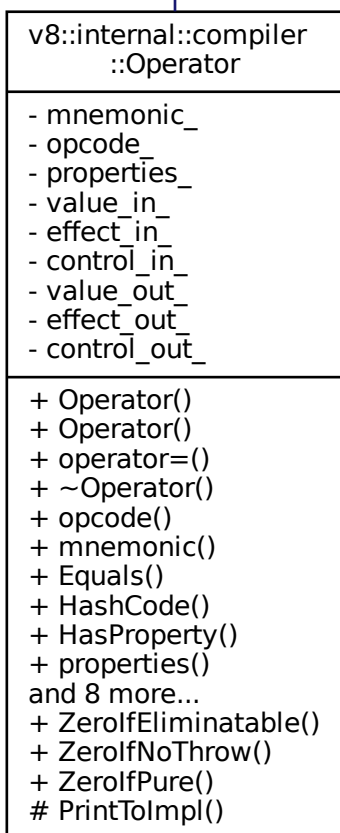 v8::internal::compiler
::Operator
- mnemonic_
- opcode_
- properties_
- value_in_
- effect_in_
- control_in_
- value_out_
- effect_out_
- control_out_
+ Operator()
+ Operator()
+ operator=()
+ ~Operator()
+ opcode()
+ mnemonic()
+ Equals()
+ HashCode()
+ HasProperty()
+ properties()
and 8 more...
+ ZeroIfEliminatable()
+ ZeroIfNoThrow()
+ ZeroIfPure()
# PrintToImpl()